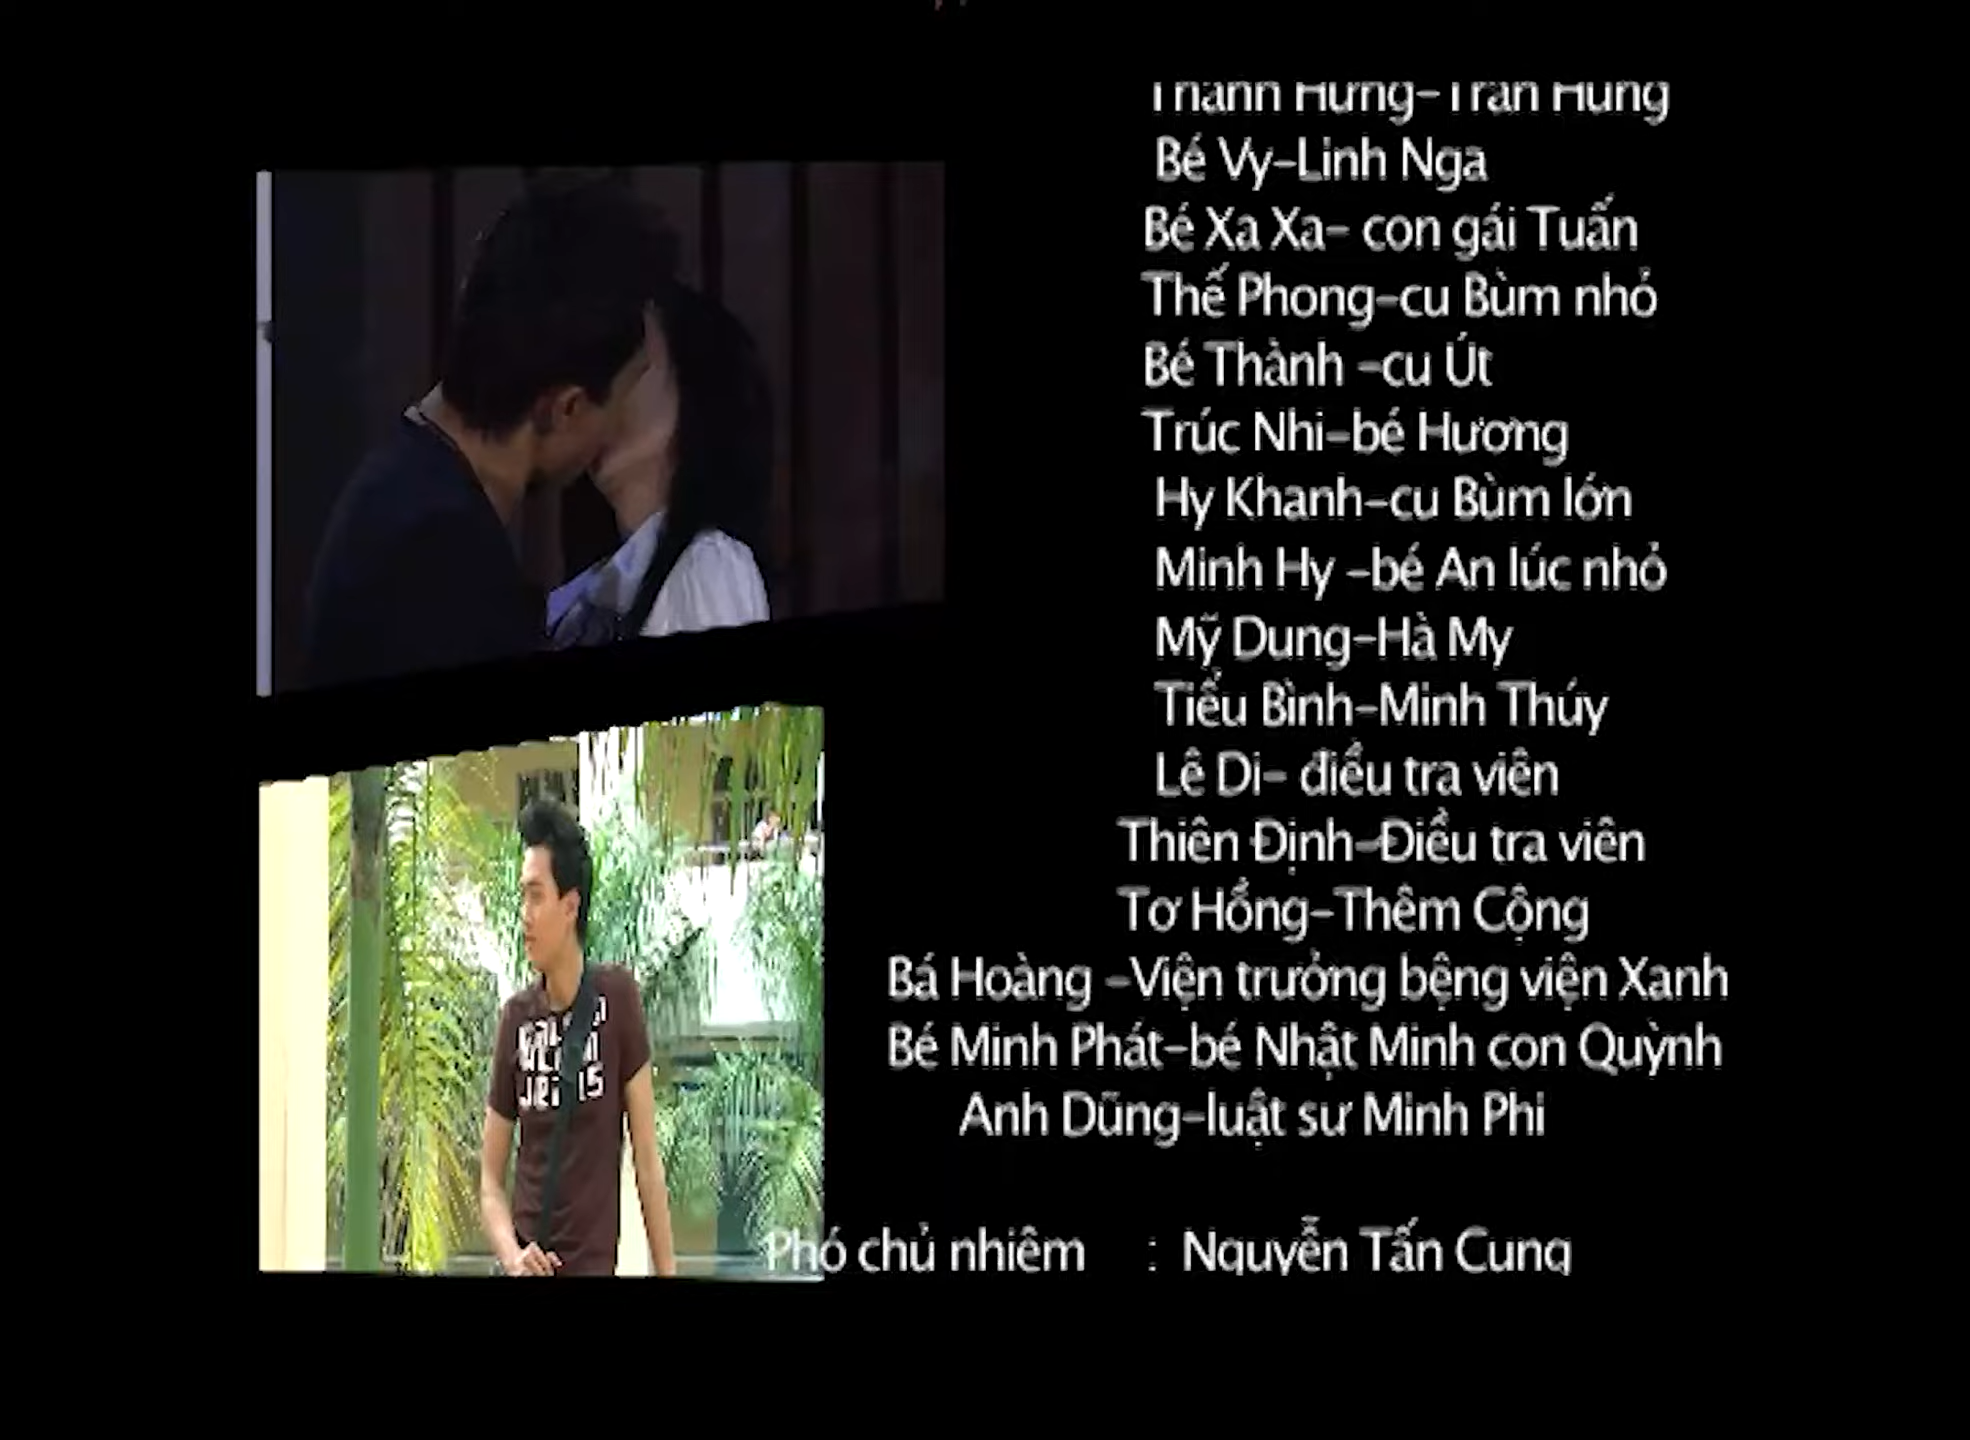 Bé Vy-Linh Nga
Bé Xa Xa- con gái Tuấn
Thế Phong-cu Bùm nhỏ
Bé Thành -cu Út
Trúc Nhi-bé Hương
Hy Khanh-cu Bùm lớn
Minh Hy -bé An lúc nhỏ
Mỹ Dung-Hà My
Tiểu Bình-Minh Thúy
Lê Di- điều tra viên
Thiên Định-Điều tra viên
Tơ Hồng-Thêm Cộng
Bá Hoàng -Viện trưởng bệng viện Xanh
Bé Minh Phát-bé Nhật Minh con Quỳnh
Anh Dũng-luật sư Minh Phi
Phó chủ nhiêm : Nguyễn Tấn Cung